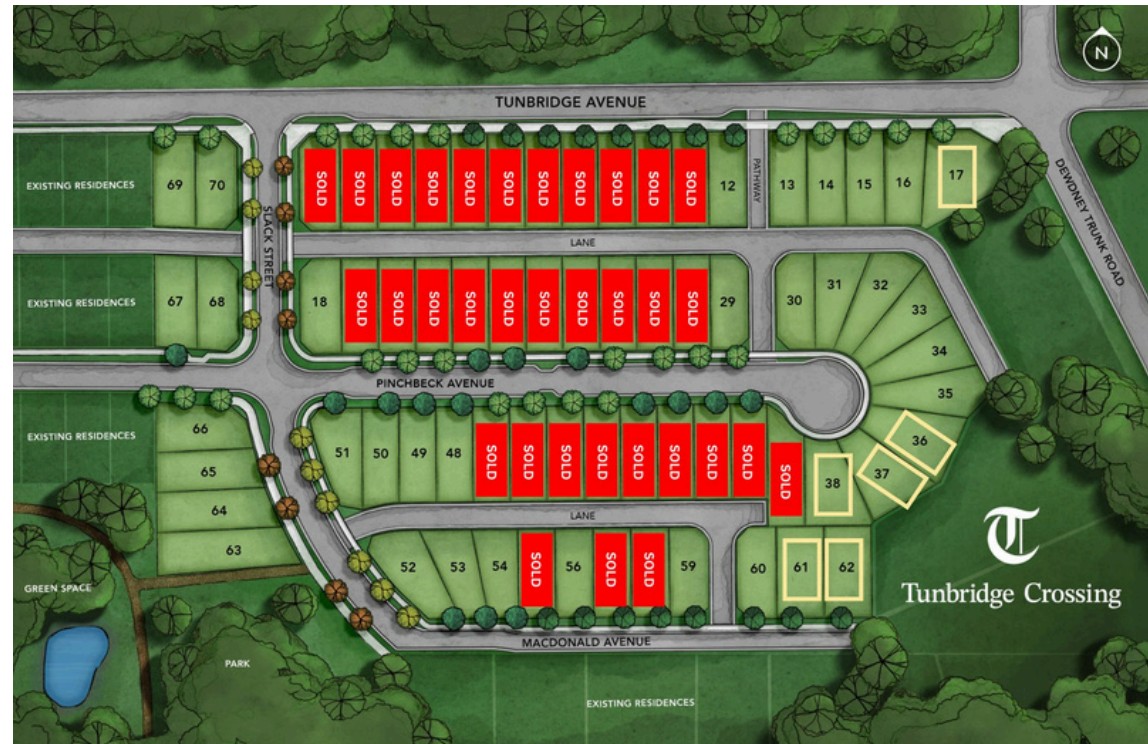 N
TUNBRIDGE AVENUE
EXISTING RESIDENCES
69
70
SOLD
SOLD
SOLD
SOLD
SOLD
SOLD
SOLD
SOLD
SOLD
SOLD
SOLD
12
PATHWAY
13
14
15
16
17
DEWDNEY TRUNK ROAD
SLACK STREET
LANE
EXISTING RESIDENCES
67
68
18
SOLD
SOLD
SOLD
SOLD
SOLD
SOLD
SOLD
SOLD
SOLD
SOLD
29
30
31
32
33
34
35
36
37
38
PINCHBECK AVENUE
EXISTING RESIDENCES
66
65
64
63
51
50
49
48
SOLD
SOLD
SOLD
SOLD
SOLD
SOLD
SOLD
SOLD
SOLD
LANE
52
53
54
SOLD
56
SOLD
SOLD
59
60
61
62
T
Tunbridge Crossing
GREEN SPACE
MACDONALD AVENUE
PARK
EXISTING RESIDENCES